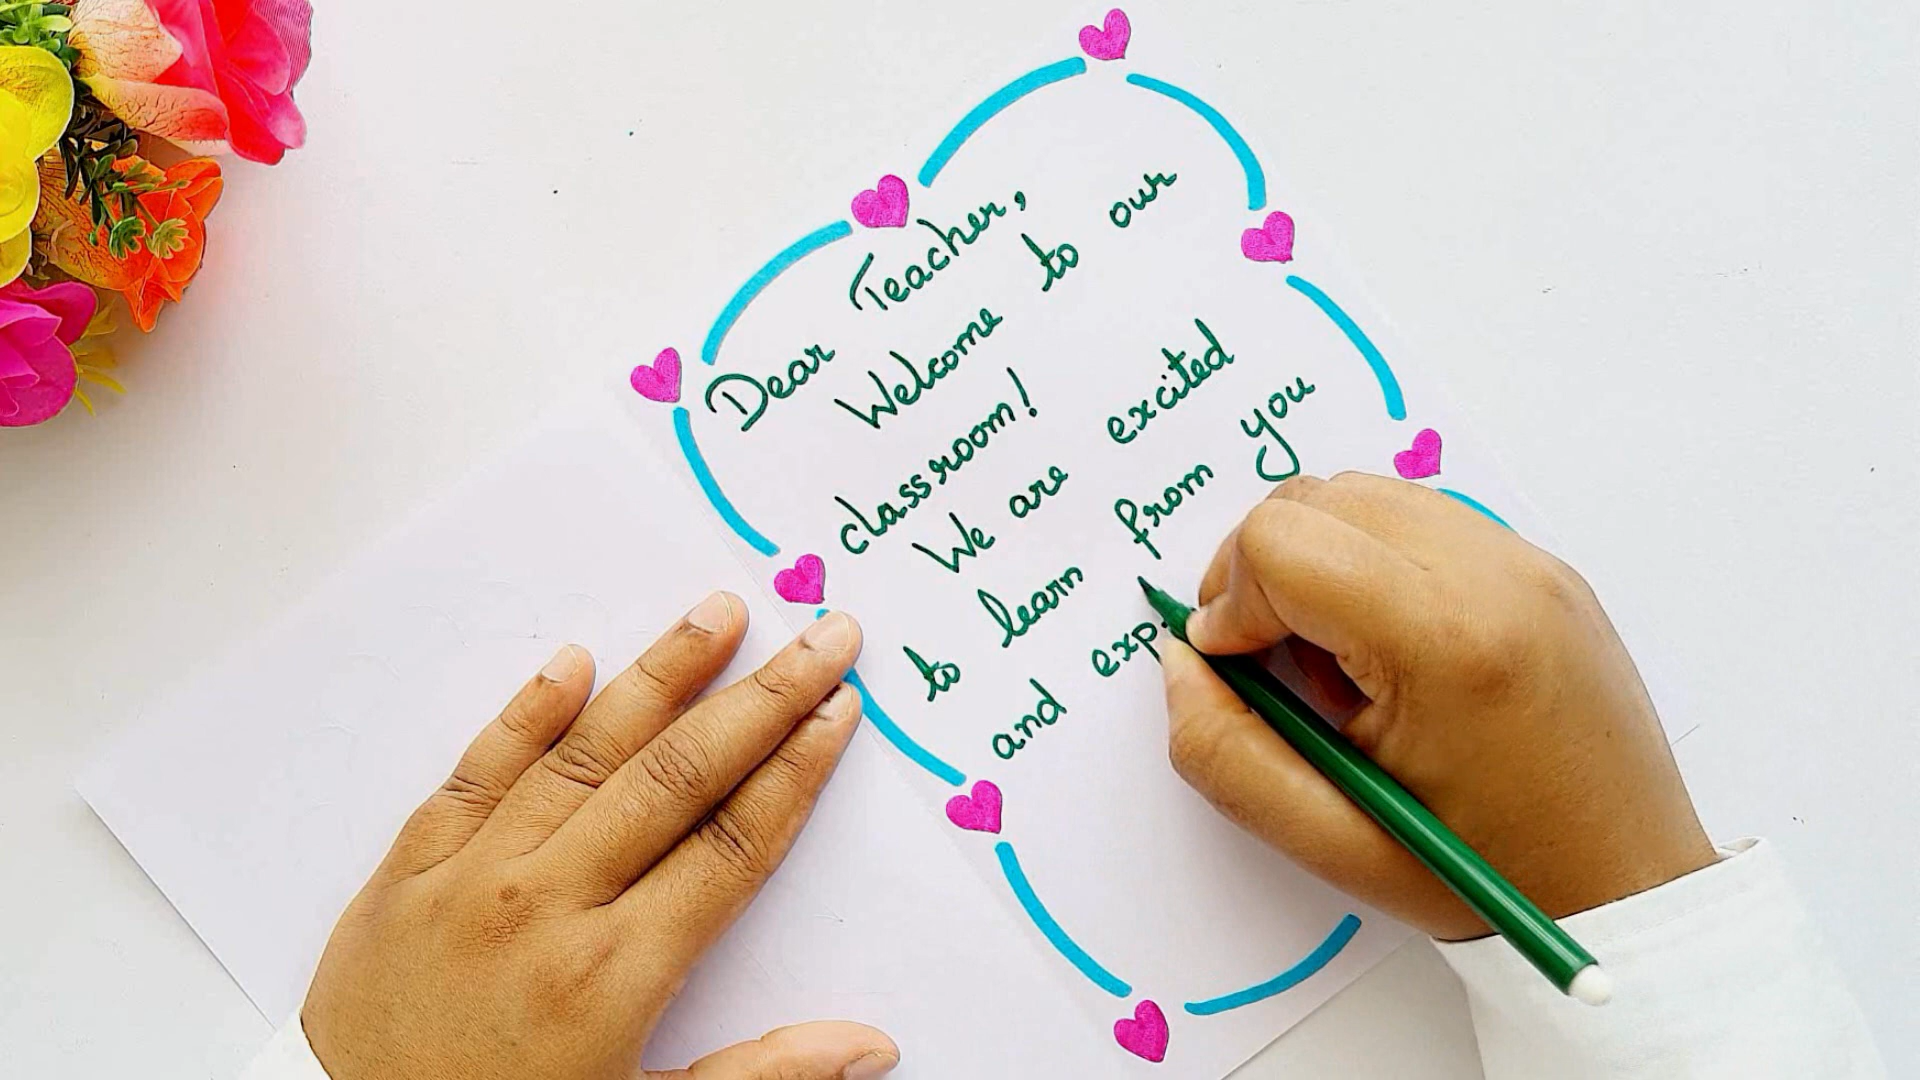 Dear Teacher,
Welcome to our
classroom!
We are excited
to learn from you
and exp